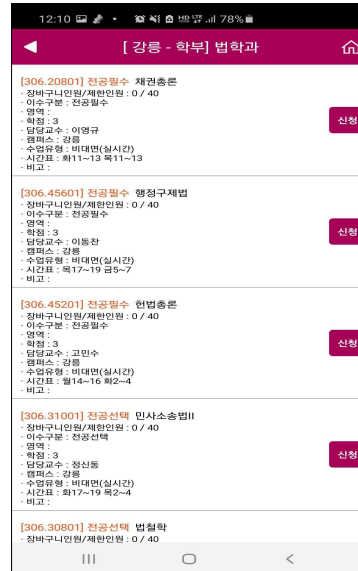 12:10 78%
[ 강릉 - 학부] 법학과
[306.20801] 전공필수 채권총론
· 장바구니인원/제한인원 : 0 / 40
· 이수구분 : 전공필수
· 영역 :
· 학점 : 3
· 담당교수 : 이영규
· 캠퍼스 : 강릉
· 수업유형 : 비대면(실시간)
· 시간표 : 화11~13 목11~13
· 비고 :
신청
[306.45601] 전공필수 행정구제법
· 장바구니인원/제한인원 : 0 / 40
· 이수구분 : 전공필수
· 영역 :
· 학점 : 3
· 담당교수 : 이동찬
· 캠퍼스 : 강릉
· 수업유형 : 비대면(실시간)
· 시간표 : 목17~19 금5~7
· 비고 :
신청
[306.45201] 전공필수 헌법총론
· 장바구니인원/제한인원 : 0 / 40
· 이수구분 : 전공필수
· 영역 :
· 학점 : 3
· 담당교수 : 고민수
· 캠퍼스 : 강릉
· 수업유형 : 비대면(실시간)
· 시간표 : 월14~16 화2~4
· 비고 :
신청
[306.31001] 전공선택 민사소송법II
· 장바구니인원/제한인원 : 0 / 40
· 이수구분 : 전공선택
· 영역 :
· 학점 : 3
· 담당교수 : 정신동
· 캠퍼스 : 강릉
· 수업유형 : 비대면(실시간)
· 시간표 : 화17~19 목2~4
· 비고 :
신청
[306.30801] 전공선택 법철학
· 장바구니인원/제한인원 : 0 / 40